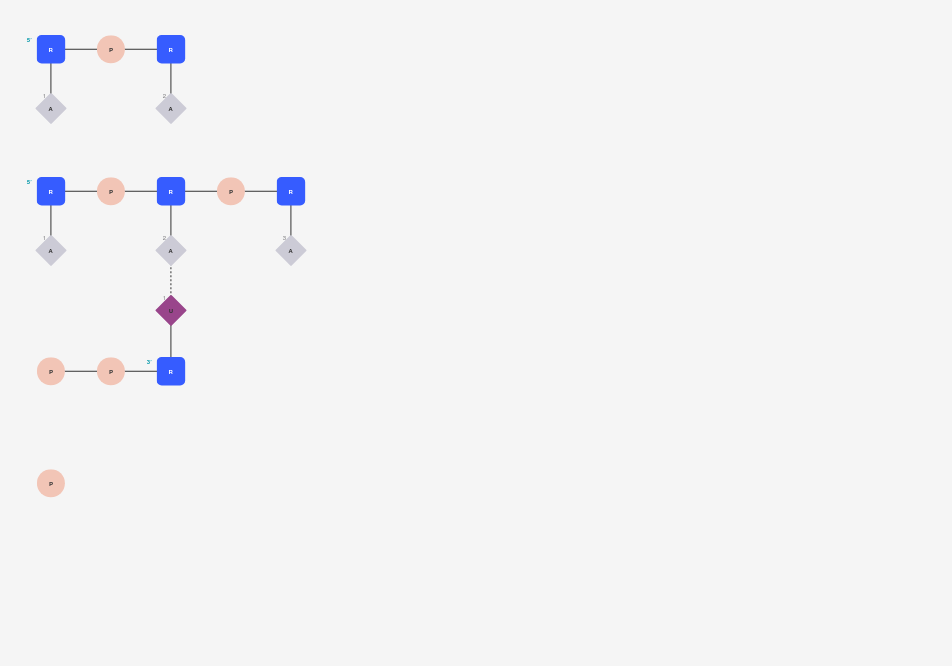 5' R P R
1 2
A A
5' R P R P R
1 2 3
A A A
1
U
3'
P P R
P